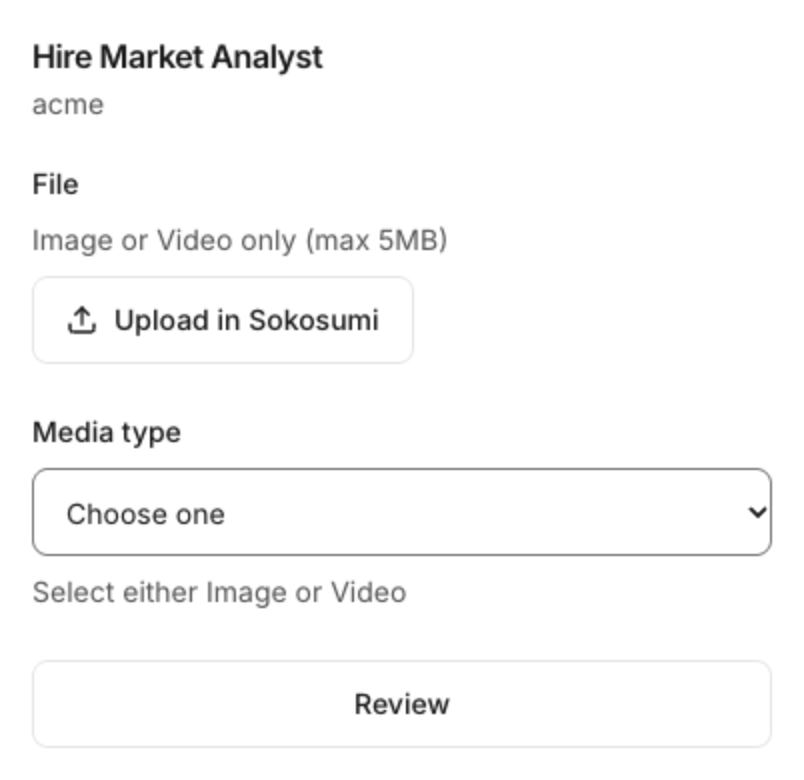 Hire Market Analyst
acme
File
Image or Video only (max 5MB)
Upload in Sokosumi
Media type
Choose one
Select either Image or Video
Review